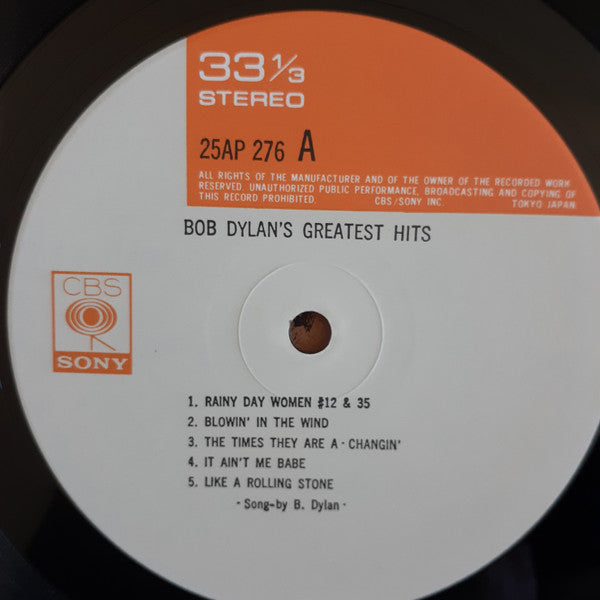 33 1/3
STEREO
25AP 276 A
ALL RIGHTS OF THE MANUFACTURER AND OF THE OWNER OF THE RECORDED WORK
RESERVED. UNAUTHORIZED PUBLIC PERFORMANCE, BROADCASTING AND COPYING OF
THIS RECORD PROHIBITED. CBS/SONY INC. TOKYO JAPAN
BOB DYLAN'S GREATEST HITS
CBS
SONY
1. RAINY DAY WOMEN #12 & 35
2. BLOWIN' IN THE WIND
3. THE TIMES THEY ARE A-CHANGIN'
4. IT AIN'T ME BABE
5. LIKE A ROLLING STONE
- Song-by B. Dylan -